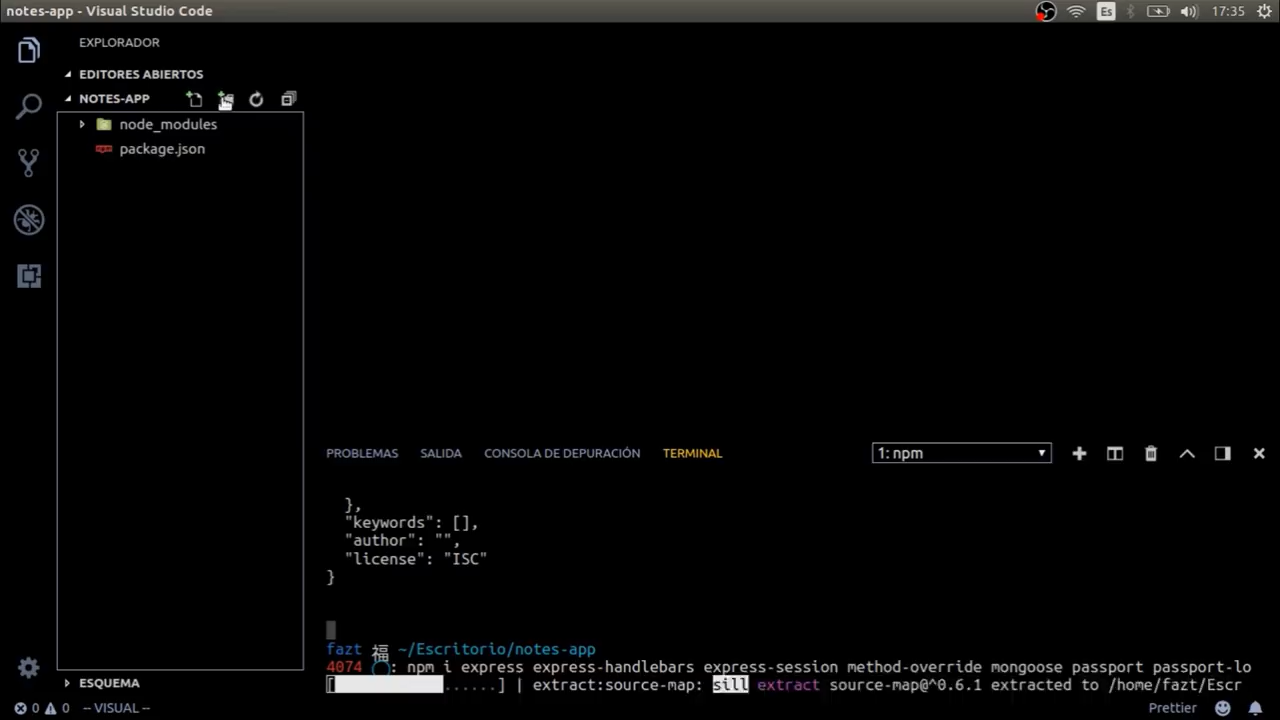 notes-app - Visual Studio Code
Es
17:35
EXPLORADOR
EDITORES ABIERTOS
NOTES-APP
node_modules
package.json
PROBLEMAS SALIDA CONSOLA DE DEPURACIÓN TERMINAL
1: npm
},
"keywords": [],
"author": "",
"license": "ISC"
}
fazt 福 ~/Escritorio/notes-app
4074 : npm i express express-handlebars express-session method-override mongoose passport passport-lo
[ ......] | extract:source-map: sill extract source-map@^0.6.1 extracted to /home/fazt/Escr
ESQUEMA
0 0 -- VISUAL --
Prettier